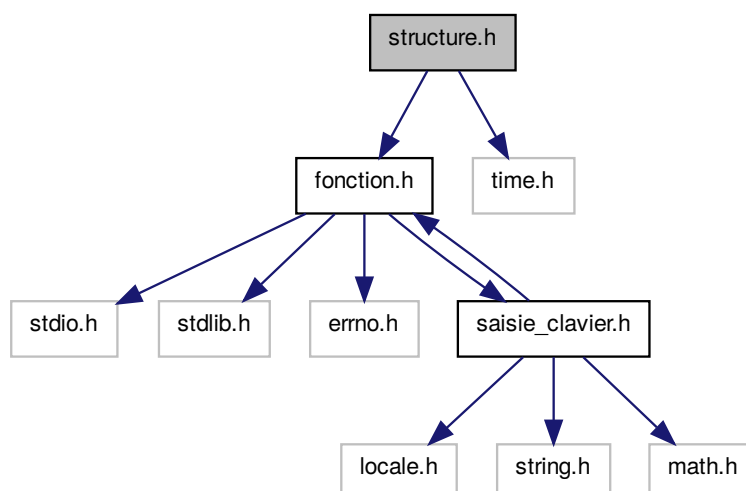 structure.h
fonction.h
time.h
stdio.h
stdlib.h
errno.h
saisie_clavier.h
locale.h
string.h
math.h